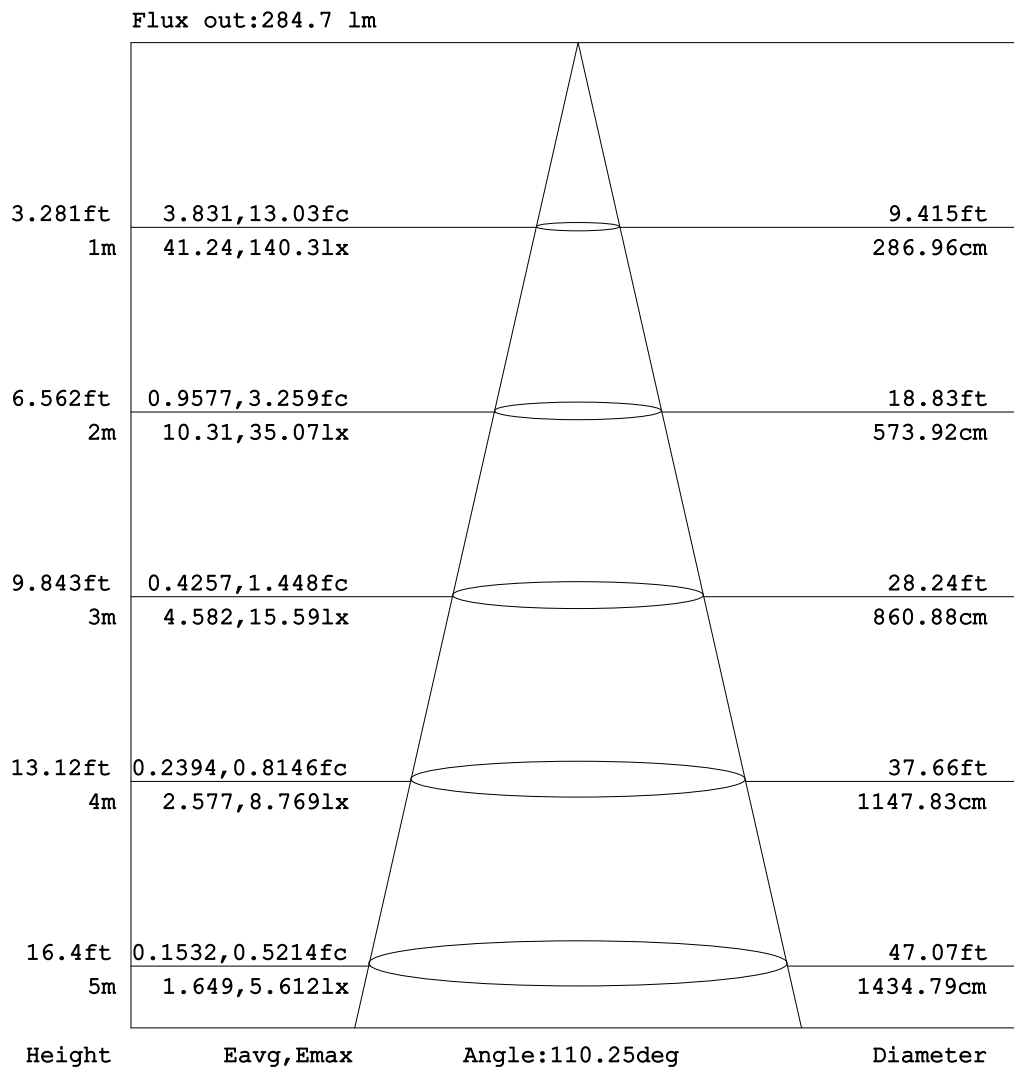 Flux out:284.7 lm
3.281ft 3.831,13.03fc 9.415ft
1m 41.24,140.3lx 286.96cm
6.562ft 0.9577,3.259fc 18.83ft
2m 10.31,35.07lx 573.92cm
9.843ft 0.4257,1.448fc 28.24ft
3m 4.582,15.59lx 860.88cm
13.12ft 0.2394,0.8146fc 37.66ft
4m 2.577,8.769lx 1147.83cm
16.4ft 0.1532,0.5214fc 47.07ft
5m 1.649,5.612lx 1434.79cm
Height Eavg,Emax Angle:110.25deg Diameter